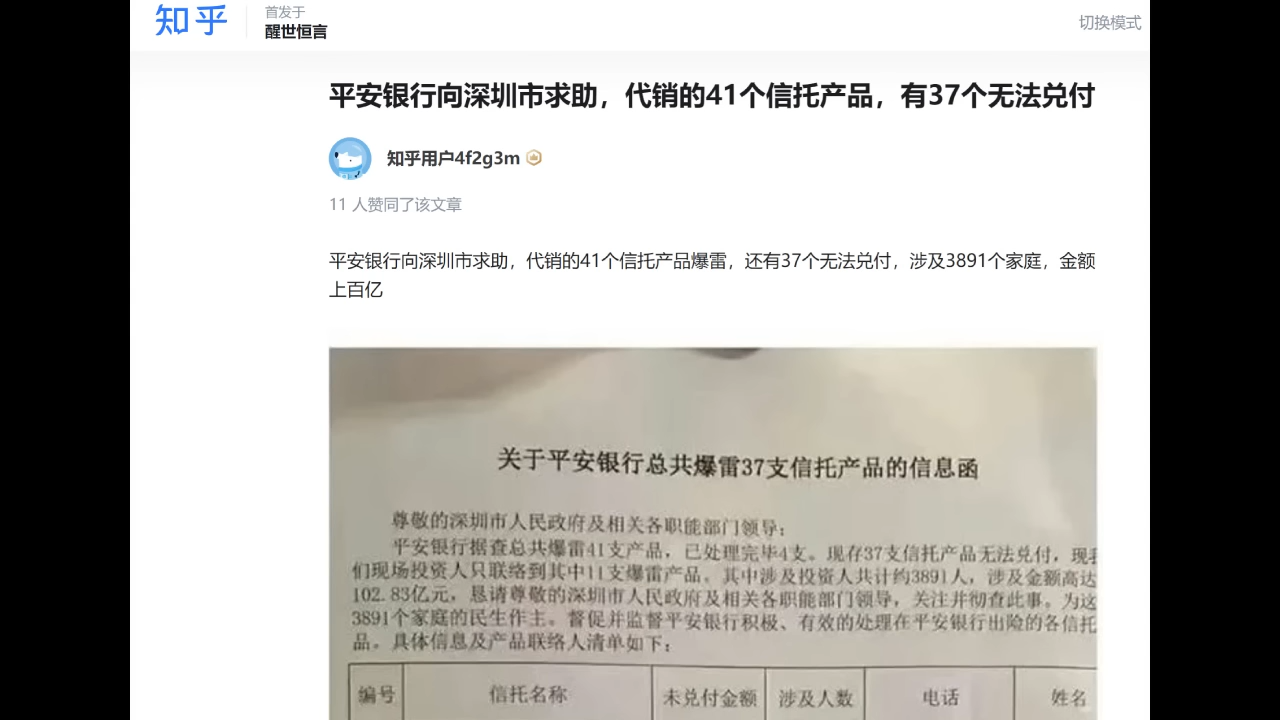 知乎
首发于
醒世恒言
切换模式
平安银行向深圳市求助，代销的41个信托产品，有37个无法兑付
知乎用户4f2g3m
11 人赞同了该文章
平安银行向深圳市求助，代销的41个信托产品爆雷，还有37个无法兑付，涉及3891个家庭，金额
上百亿
关于平安银行总共爆雷37支信托产品的信息函
尊敬的深圳市人民政府及相关各职能部门领导：
平安银行据查总共爆雷41支产品，已处理完毕4支。现存37支信托产品无法兑付，现我
们现场投资人只联络到其中11支爆雷产品。其中涉及投资人共计约3891人，涉及金额高达
102.83亿元，恳请尊敬的深圳市人民政府及相关各职能部门领导，关注并彻查此事。为这
3891个家庭的民生作主。督促并监督平安银行积极、有效的处理在平安银行出险的各信托
品。具体信息及产品联络人清单如下：
编号 信托名称 未兑付金额 涉及人数 电话 姓名